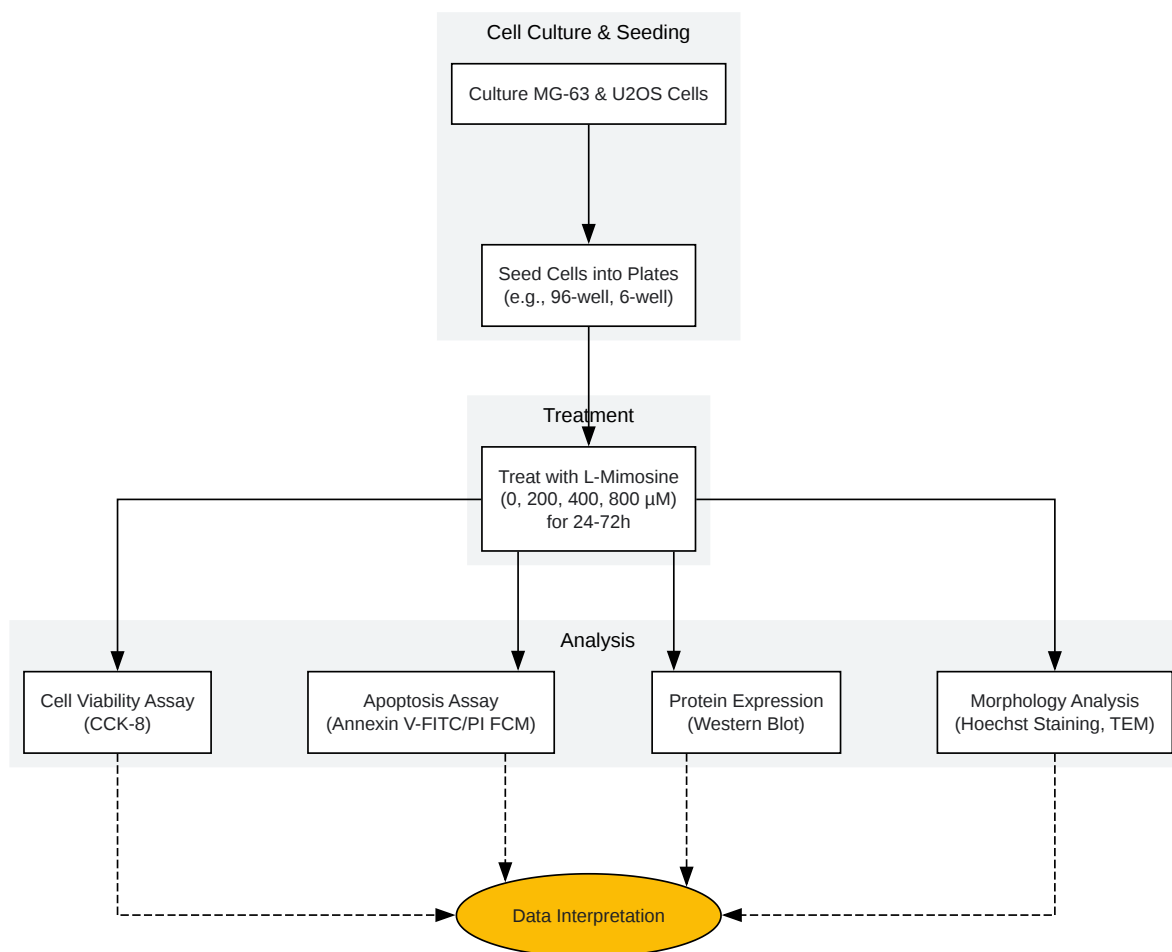 Cell Culture & Seeding
Culture MG-63 & U2OS Cells
Seed Cells into Plates
(e.g., 96-well, 6-well)
Treatment
Treat with L-Mimosine
(0, 200, 400, 800 µM)
for 24-72h
Analysis
Cell Viability Assay
(CCK-8)
Apoptosis Assay
(Annexin V-FITC/PI FCM)
Protein Expression
(Western Blot)
Morphology Analysis
(Hoechst Staining, TEM)
Data Interpretation